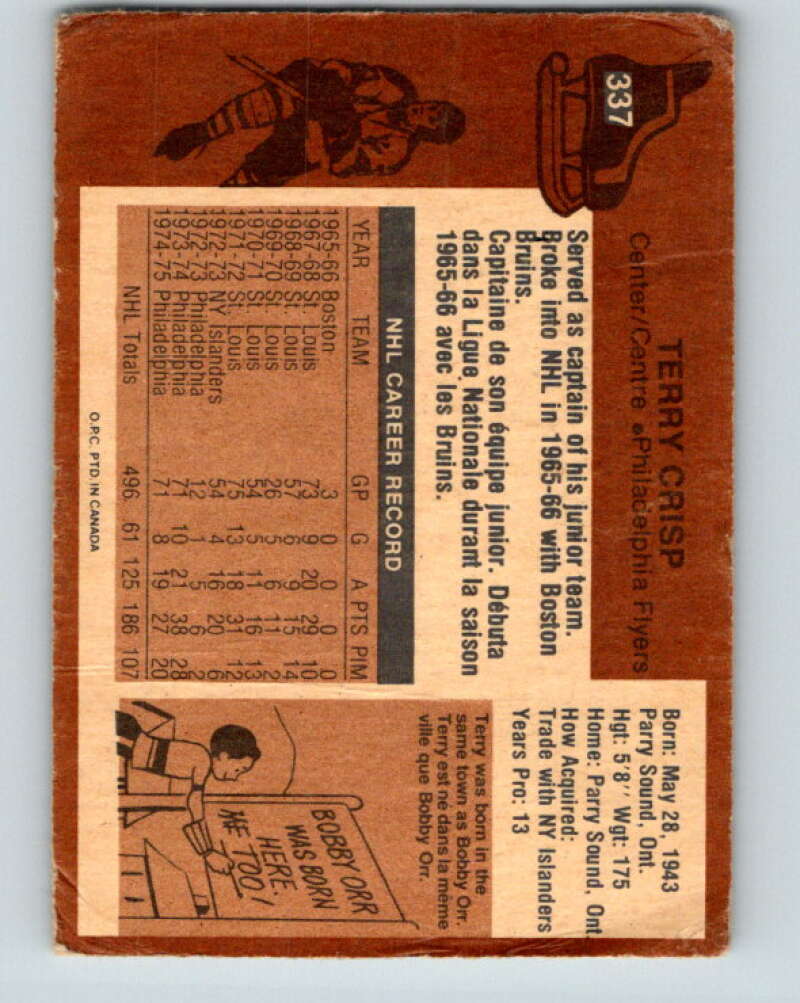 337
TERRY CRISP
Center/Centre • Philadelphia Flyers
Born: May 28, 1943
Parry Sound, Ont.
Hgt: 5'8'' Wgt: 175
Home: Parry Sound, Ont.
How Acquired:
Trade with NY Islanders
Years Pro: 13
Served as captain of his junior team.
Broke into NHL in 1965-66 with Boston
Bruins.
Capitaine de son équipe junior. Débuta
dans la Ligue Nationale durant la saison
1965-66 avec les Bruins.
NHL CAREER RECORD
YEAR TEAM GP G A PTS PIM
1965-66 Boston 3 0 0 0 0
1967-68 St. Louis 73 9 20 29 10
1968-69 St. Louis 57 6 9 15 14
1969-70 St. Louis 26 5 6 11 2
1970-71 St. Louis 54 5 11 16 13
1971-72 St. Louis 75 13 18 31 12
1972-73 NY Islanders 54 4 16 20 6
1972-73 Philadelphia 12 1 5 6 2
1973-74 Philadelphia 71 10 21 38 28
1974-75 Philadelphia 71 8 19 27 20
NHL Totals 496 61 125 186 107
Terry was born in the
same town as Bobby Orr.
Terry est né dans la même
ville que Bobby Orr.
BOBBY ORR
WAS BORN
HERE.
ME TOO!
O.P.C. PTD. IN CANADA